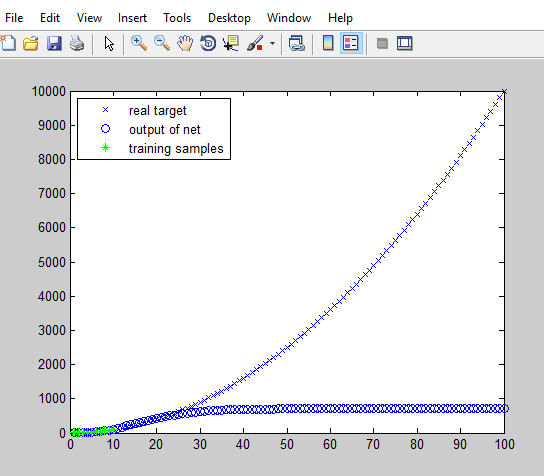 File Edit View Insert Tools Desktop Window Help
real target
output of net
training samples
10000
9000
8000
7000
6000
5000
4000
3000
2000
1000
0
0 10 20 30 40 50 60 70 80 90 100